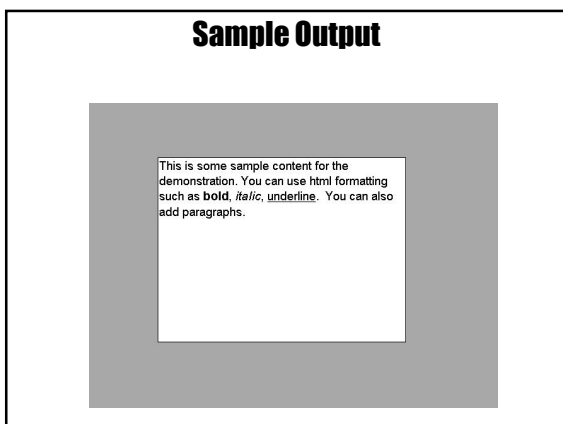 Sample Output
This is some sample content for the
demonstration. You can use html formatting
such as bold, italic, underline.  You can also
add paragraphs.